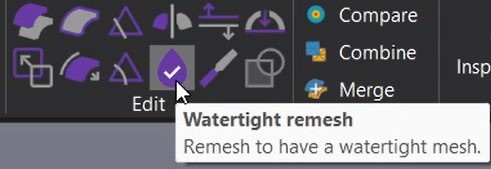 Compare
Combine
Insp
Merge
Edit
Watertight remesh
Remesh to have a watertight mesh.